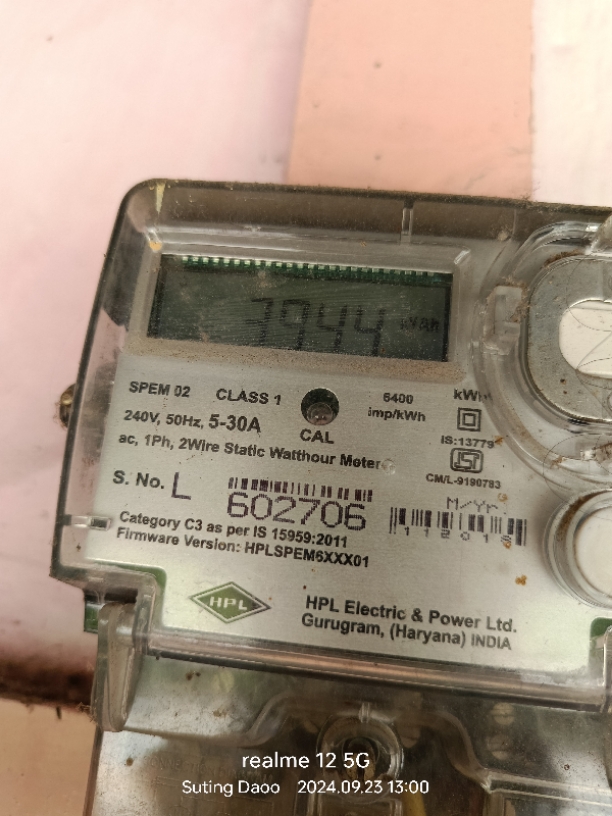 3944
SPEM 02 CLASS 1 6400 imp/kWh
240V, 50Hz, 5-30A CAL
IS:13779
ac, 1Ph, 2Wire Static Watthour Meter
CM/L-9190783
S. No. L 602706 M/Yr
Category C3 as per IS 15959:2011
Firmware Version: HPLSPEM6XXX01
HPL HPL Electric & Power Ltd.
Gurugram, (Haryana) INDIA
realme 12 5G
Suting Daoo 2024.09.23 13:00